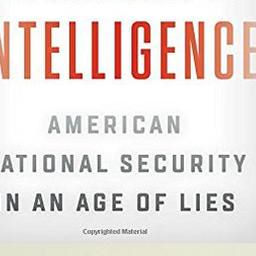 NTELLIGENCE
AMERICAN
ATIONAL SECURITY
N AN AGE OF LIES
Copyrighted Material